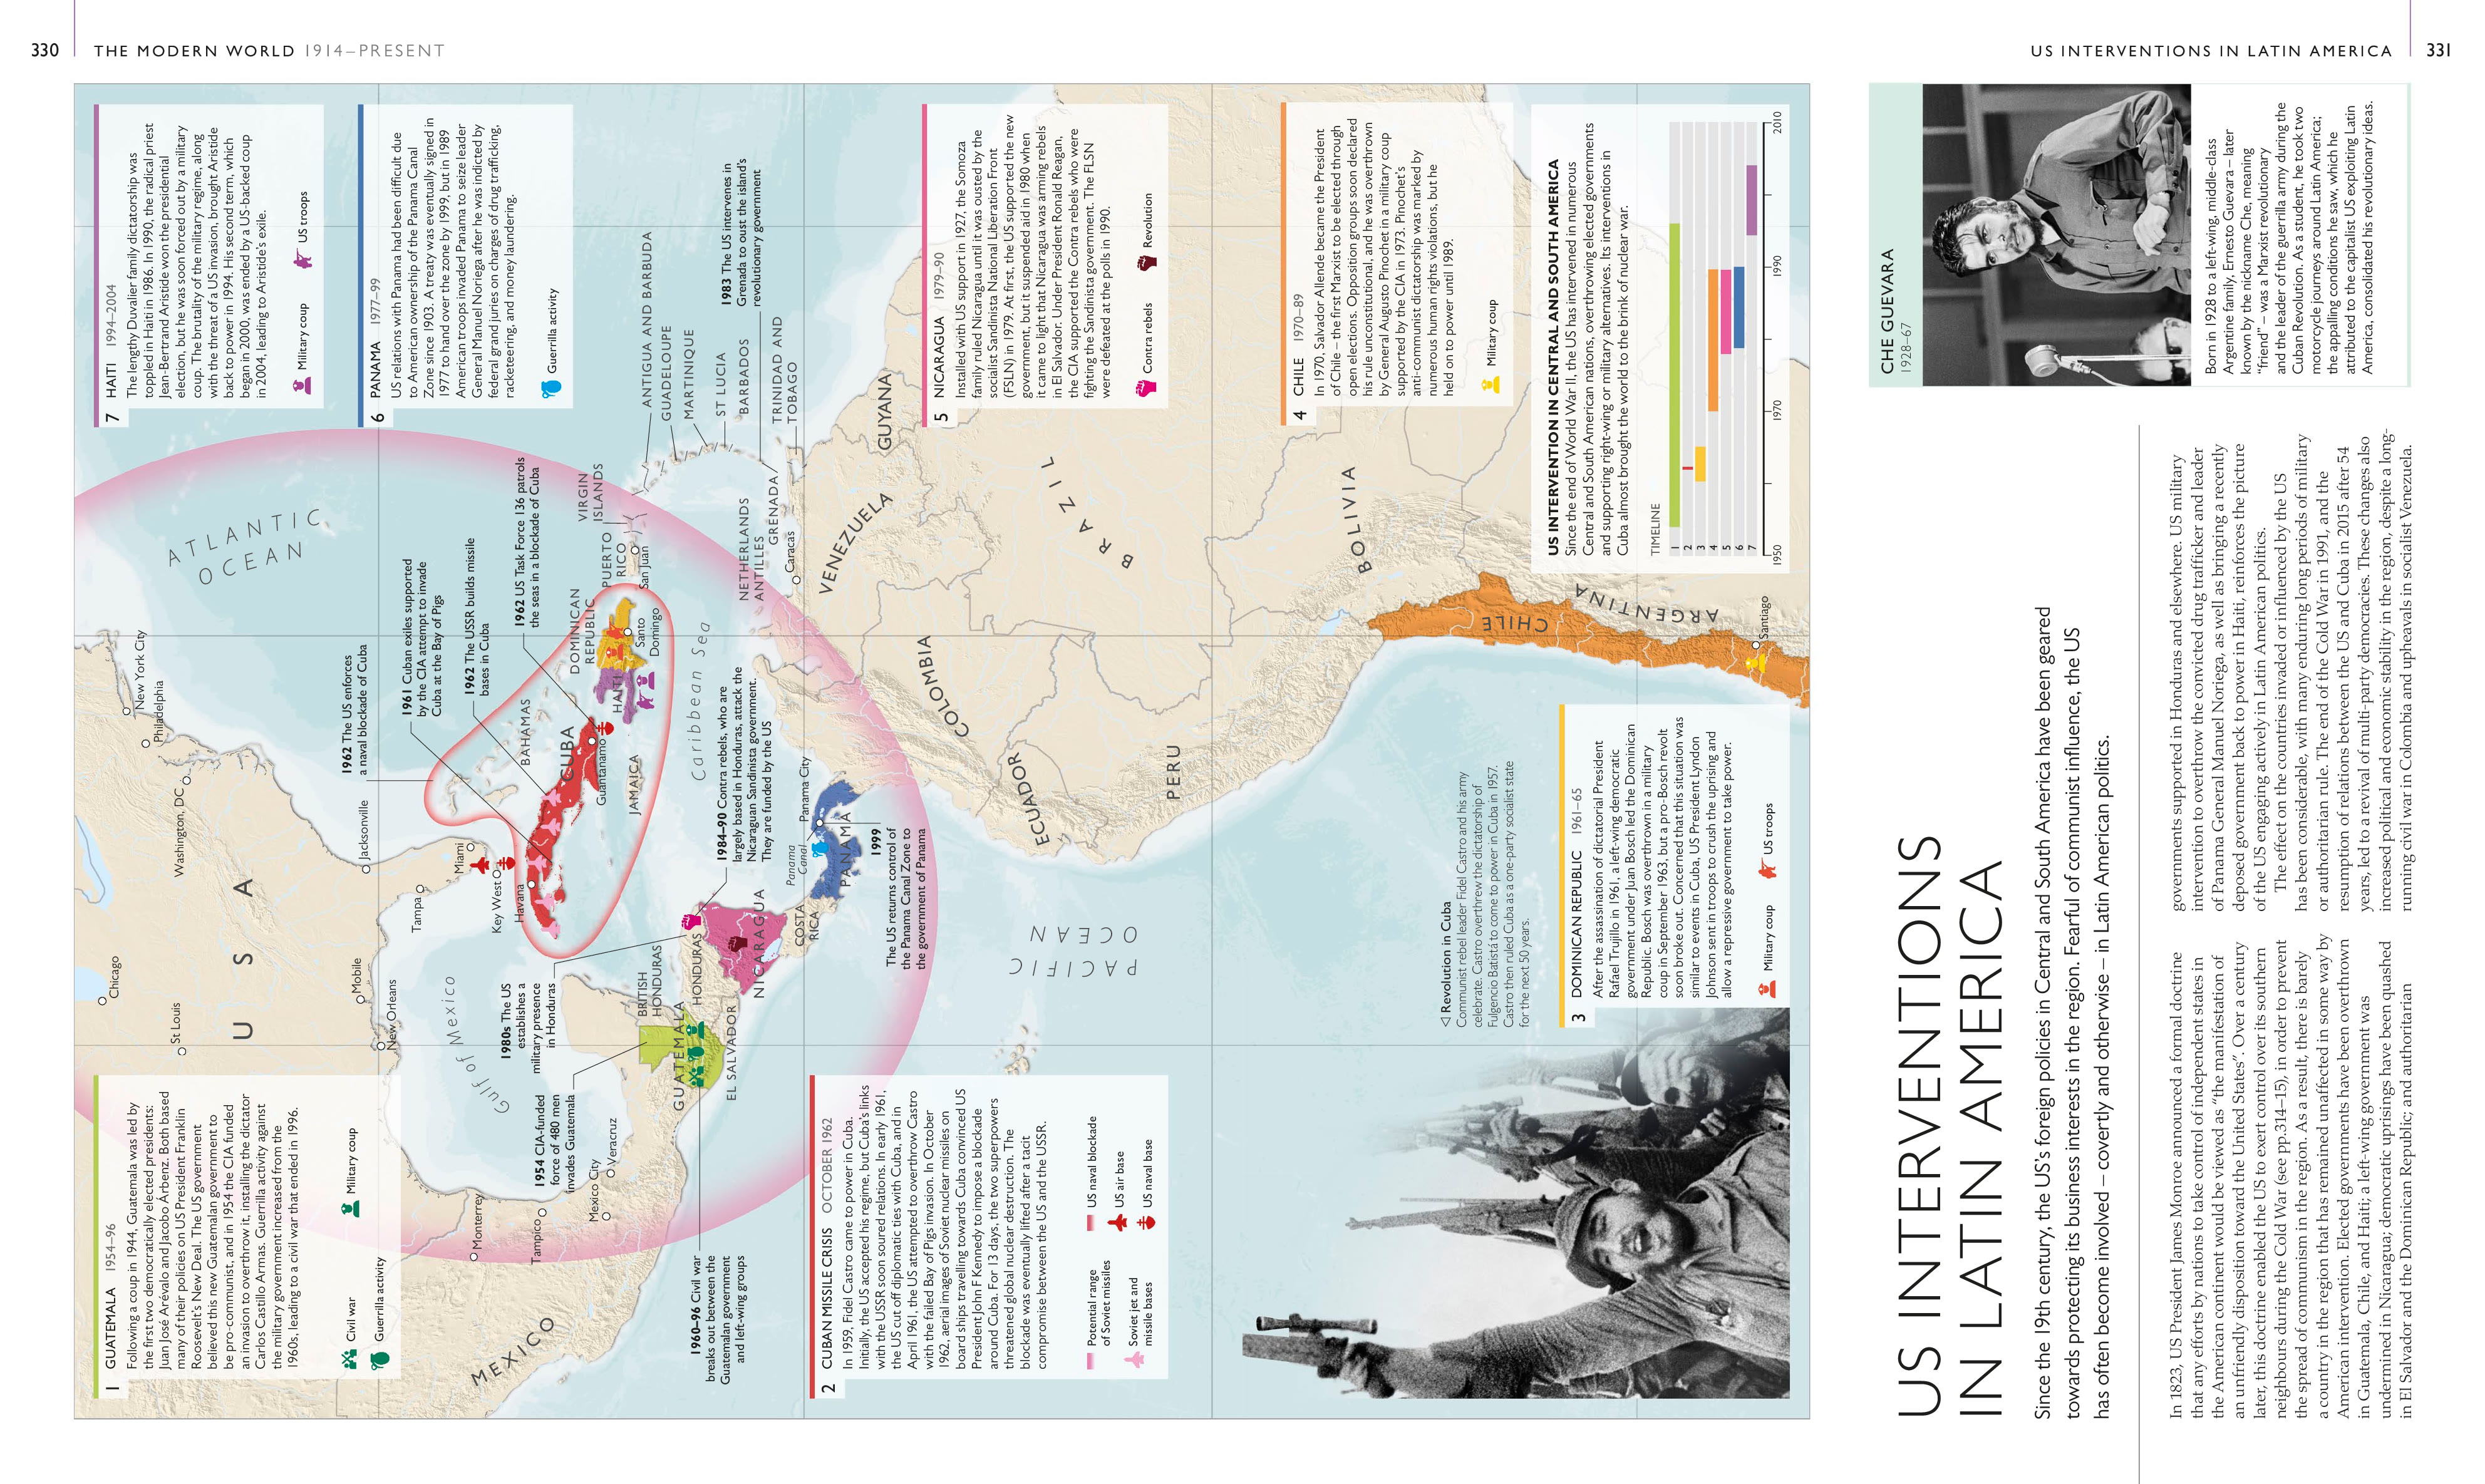 330
THE MODERN WORLD 1914–PRESENT
US INTERVENTIONS IN LATIN AMERICA
331
US INTERVENTIONS
IN LATIN AMERICA
Since the 19th century, the US's foreign policies in Central and South America have been geared
towards protecting its business interests in the region. Fearful of communist influence, the US
has often become involved – covertly and otherwise – in Latin American politics.
In 1823, US President James Monroe announced a formal doctrine
that any efforts by nations to take control of independent states in
the American continent would be viewed as "the manifestation of
an unfriendly disposition toward the United States". Over a century
later, this doctrine enabled the US to exert control over its southern
neighbours during the Cold War (see pp.314–15), in order to prevent
the spread of communism in the region. As a result, there is barely
a country in the region that has remained unaffected in some way by
American intervention. Elected governments have been overthrown
in Guatemala, Chile, and Haiti; a left-wing government was
undermined in Nicaragua; democratic uprisings have been quashed
in El Salvador and the Dominican Republic; and authoritarian
governments supported in Honduras and elsewhere. US military
intervention to overthrow the convicted drug trafficker and leader
of Panama General Manuel Noriega, as well as bringing a recently
deposed government back to power in Haiti, reinforces the picture
of the US engaging actively in Latin American politics.
The effect on the countries invaded or influenced by the US
has been considerable, with many enduring long periods of military
or authoritarian rule. The end of the Cold War in 1991, and the
resumption of relations between the US and Cuba in 2015 after 54
years, led to a revival of multi-party democracies. These changes also
increased political and economic stability in the region, despite a long-
running civil war in Colombia and upheavals in socialist Venezuela.
CHE GUEVARA
1928–67
Born in 1928 to a left-wing, middle-class
Argentine family, Ernesto Guevara – later
known by the nickname Che, meaning
"friend" – was a Marxist revolutionary
and the leader of the guerrilla army during the
Cuban Revolution. As a student, he took two
motorcycle journeys around Latin America;
the appalling conditions he saw, which he
attributed to the capitalist US exploiting Latin
America, consolidated his revolutionary ideas.
1 GUATEMALA 1954–96
Following a coup in 1944, Guatemala was led by
the first two democratically elected presidents:
Juan José Arévalo and Jacobo Árbenz. Both based
many of their policies on US President Franklin
Roosevelt's New Deal. The US government
believed this new Guatemalan government to
be pro-communist, and in 1954 the CIA funded
an invasion to overthrow it, installing the dictator
Carlos Castillo Armas. Guerrilla activity against
the military government increased from the
1960s, leading to a civil war that ended in 1996.
Civil war
Military coup
Guerrilla activity
2 CUBAN MISSILE CRISIS OCTOBER 1962
In 1959, Fidel Castro came to power in Cuba.
Initially, the US accepted his regime, but Cuba's links
with the USSR soon soured relations. In early 1961,
the US cut off diplomatic ties with Cuba, and in
April 1961, the US attempted to overthrow Castro
with the failed Bay of Pigs invasion. In October
1962, aerial images of Soviet nuclear missiles on
board ships travelling towards Cuba convinced US
President John F Kennedy to impose a blockade
around Cuba. For 13 days, the two superpowers
threatened global nuclear destruction. The
blockade was eventually lifted after a tacit
compromise between the US and the USSR.
Potential range
of Soviet missiles
US naval blockade
US air base
Soviet jet and
missile bases
US naval base
◁ Revolution in Cuba
Communist rebel leader Fidel Castro and his army
celebrate. Castro overthrew the dictatorship of
Fulgencio Batistá to come to power in Cuba in 1957.
Castro then ruled Cuba as a one-party socialist state
for the next 50 years.
3 DOMINICAN REPUBLIC 1961–65
After the assassination of dictatorial President
Rafael Trujillo in 1961, a left-wing democratic
government under Juan Bosch led the Dominican
Republic. Bosch was overthrown in a military
coup in September 1963, but a pro-Bosch revolt
soon broke out. Concerned that this situation was
similar to events in Cuba, US President Lyndon
Johnson sent in troops to crush the uprising and
allow a repressive government to take power.
Military coup
US troops
4 CHILE 1970–89
In 1970, Salvador Allende became the President
of Chile – the first Marxist to be elected through
open elections. Opposition groups soon declared
his rule unconstitutional, and he was overthrown
by General Augusto Pinochet in a military coup
supported by the CIA in 1973. Pinochet's
anti-communist dictatorship was marked by
numerous human rights violations, but he
held on to power until 1989.
Military coup
5 NICARAGUA 1979–90
Installed with US support in 1927, the Somoza
family ruled Nicaragua until it was ousted by the
socialist Sandinista National Liberation Front
(FSLN) in 1979. At first, the US supported the new
government, but it suspended aid in 1980 when
it came to light that Nicaragua was arming rebels
in El Salvador. Under President Ronald Reagan,
the CIA supported the Contra rebels who were
fighting the Sandinista government. The FLSN
were defeated at the polls in 1990.
Contra rebels
Revolution
6 PANAMA 1977–99
US relations with Panama had been difficult due
to American ownership of the Panama Canal
Zone since 1903. A treaty was eventually signed in
1977 to hand over the zone by 1999, but in 1989
American troops invaded Panama to seize leader
General Manuel Noriega after he was indicted by
federal grand juries on charges of drug trafficking,
racketeering, and money laundering.
Guerrilla activity
7 HAITI 1994–2004
The lengthy Duvalier family dictatorship was
toppled in Haiti in 1986. In 1990, the radical priest
Jean-Bertrand Aristide won the presidential
election, but he was soon forced out by a military
coup. The brutality of the military regime, along
with the threat of a US invasion, brought Aristide
back to power in 1994. His second term, which
began in 2000, was ended by a US-backed coup
in 2004, leading to Aristide's exile.
Military coup
US troops
US INTERVENTION IN CENTRAL AND SOUTH AMERICA
Since the end of World War II, the US has intervened in numerous
Central and South American nations, overthrowing elected governments
and supporting right-wing or military alternatives. Its interventions in
Cuba almost brought the world to the brink of nuclear war.
TIMELINE
1
2
3
4
5
6
7
1950
1970
1990
2010
1962 The US enforces
a naval blockade of Cuba
1961 Cuban exiles supported
by the CIA attempt to invade
Cuba at the Bay of Pigs
1962 The USSR builds missile
bases in Cuba
1962 US Task Force 136 patrols
the seas in a blockade of Cuba
1983 The US intervenes in
Grenada to oust the island's
revolutionary government
1984–90 Contra rebels, who are
largely based in Honduras, attack the
Nicaraguan Sandinista government.
They are funded by the US
1999
The US returns control of
the Panama Canal Zone to
the government of Panama
1980s The US
establishes a
military presence
in Honduras
1954 CIA-funded
force of 480 men
invades Guatemala
1960–96 Civil war
breaks out between the
Guatemalan government
and left-wing groups
USA
Chicago
St Louis
New York City
Philadelphia
Washington, DC
Jacksonville
Mobile
New Orleans
Tampa
Miami
Key West
Havana
ATLANTIC
OCEAN
Gulf of Mexico
MEXICO
Monterrey
Tampico
Mexico City
Veracruz
BAHAMAS
CUBA
Guantanamo
JAMAICA
HAITI
DOMINICAN
REPUBLIC
Santo
Domingo
PUERTO
RICO
San Juan
VIRGIN
ISLANDS
ANTIGUA AND BARBUDA
GUADELOUPE
MARTINIQUE
ST LUCIA
BARBADOS
TRINIDAD AND
TOBAGO
GRENADA
NETHERLANDS
ANTILLES
Caribbean Sea
BRITISH
HONDURAS
GUATEMALA
HONDURAS
EL SALVADOR
NICARAGUA
COSTA
RICA
Panama
Canal
Panama City
PANAMA
Caracas
VENEZUELA
GUYANA
COLOMBIA
ECUADOR
PERU
BRAZIL
BOLIVIA
CHILE
ARGENTINA
Santiago
PACIFIC
OCEAN